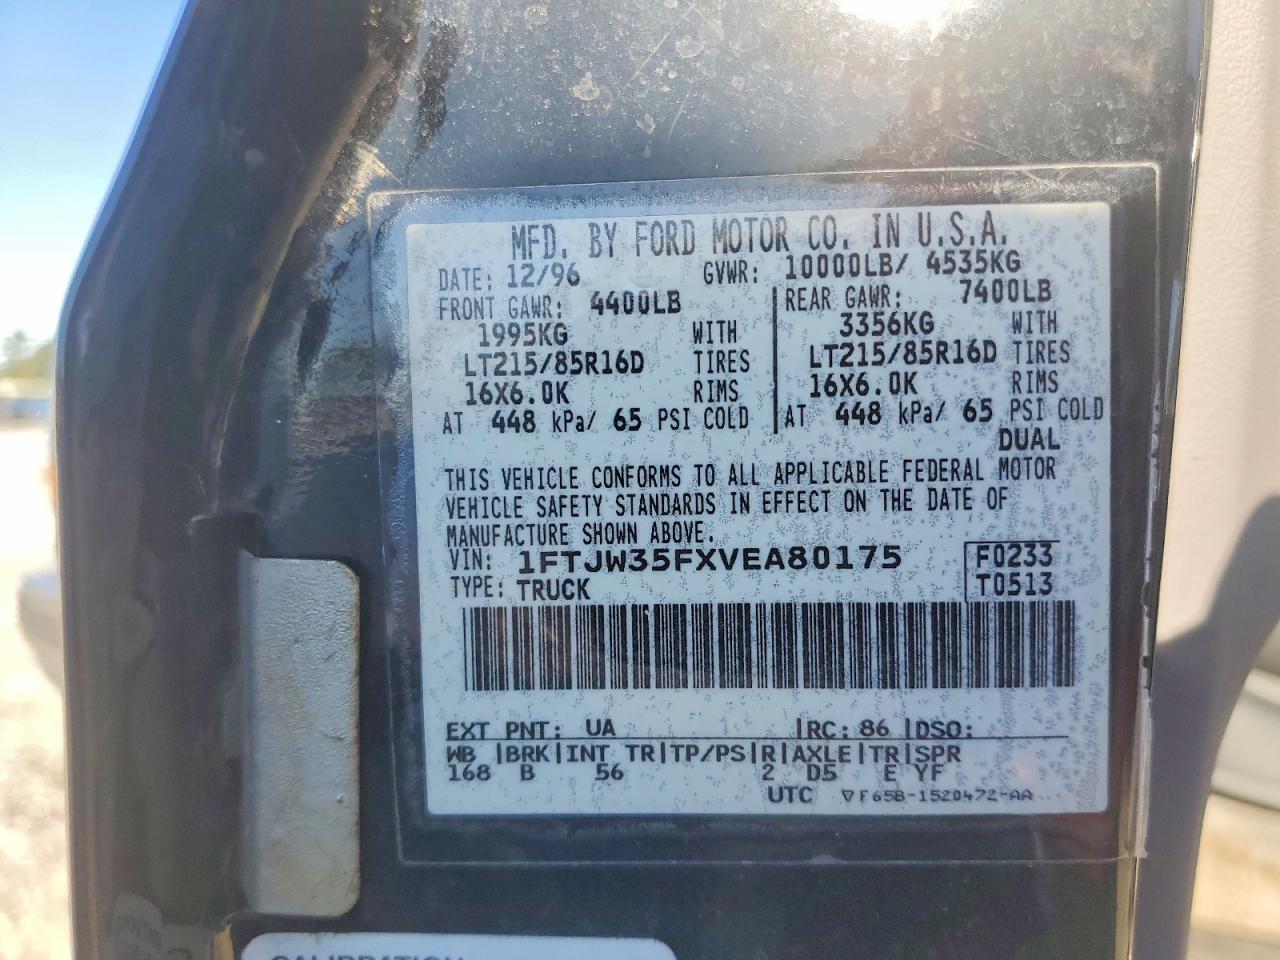 MFD. BY FORD MOTOR CO. IN U.S.A.
DATE: 12/96 GVWR: 10000LB/ 4535KG
FRONT GAWR: 4400LB REAR GAWR: 7400LB
1995KG WITH 3356KG WITH
LT215/85R16D TIRES LT215/85R16D TIRES
16X6.0K RIMS 16X6.0K RIMS
AT 448 kPa/ 65 PSI COLD AT 448 kPa/ 65 PSI COLD
DUAL
THIS VEHICLE CONFORMS TO ALL APPLICABLE FEDERAL MOTOR
VEHICLE SAFETY STANDARDS IN EFFECT ON THE DATE OF
MANUFACTURE SHOWN ABOVE.
VIN: 1FTJW35FXVEA80175 F0233
TYPE: TRUCK T0513
EXT PNT: UA |RC: 86 |DSO:
WB |BRK|INT TR|TP/PS|R|AXLE|TR|SPR
168 B 56 2 D5 E YF
UTC ▽F65B-1520472-AA
CALIBRATION